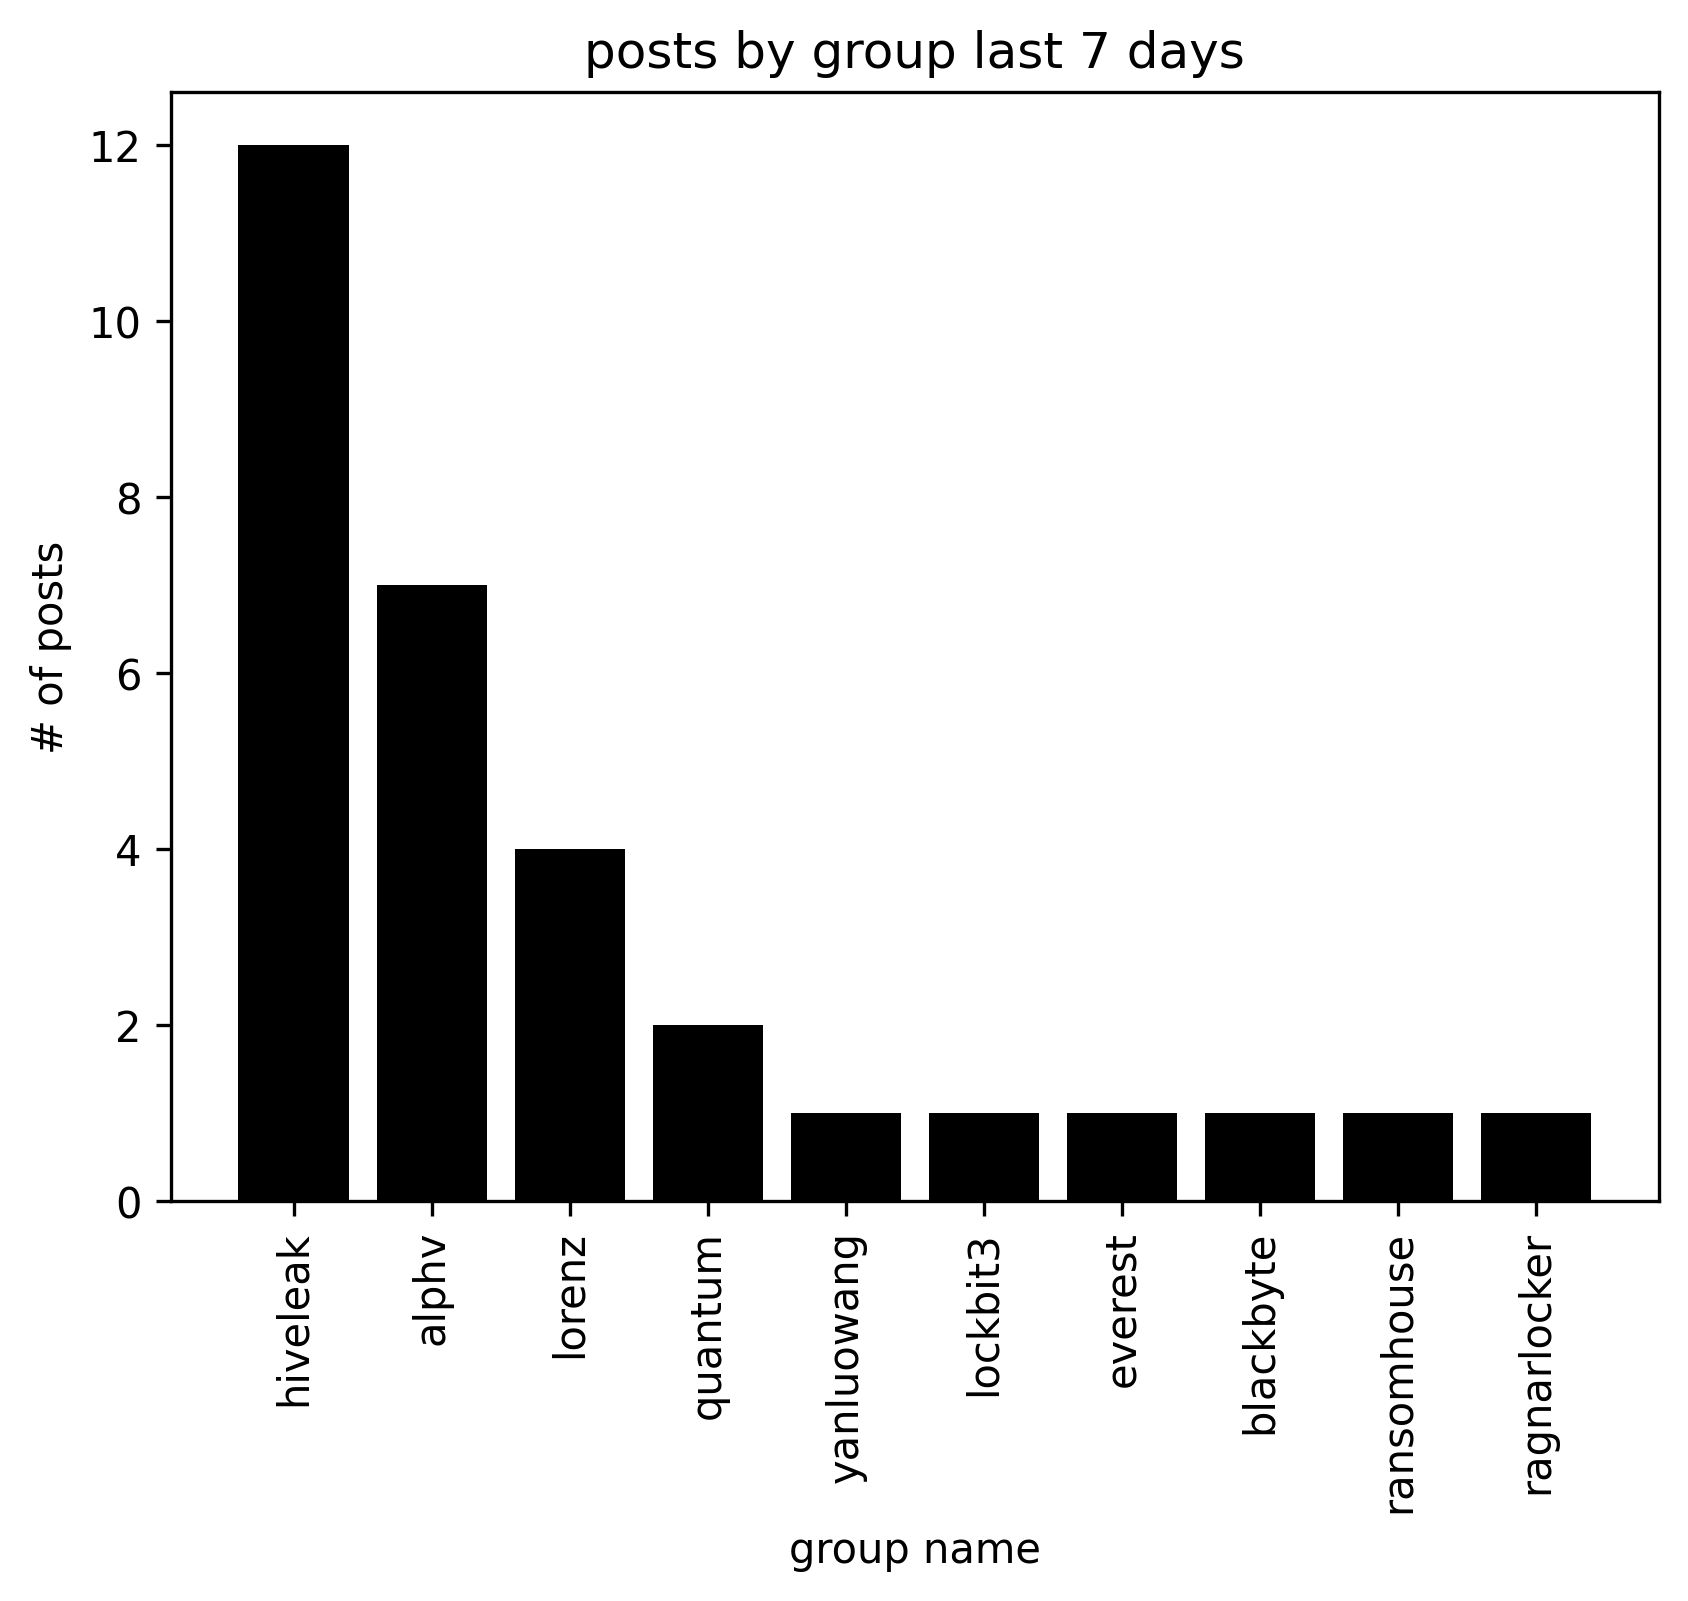 posts by group last 7 days
# of posts
12
10
8
6
4
2
0
hiveleak
alphv
lorenz
quantum
yanluowang
lockbit3
everest
blackbyte
ransomhouse
ragnarlocker
group name